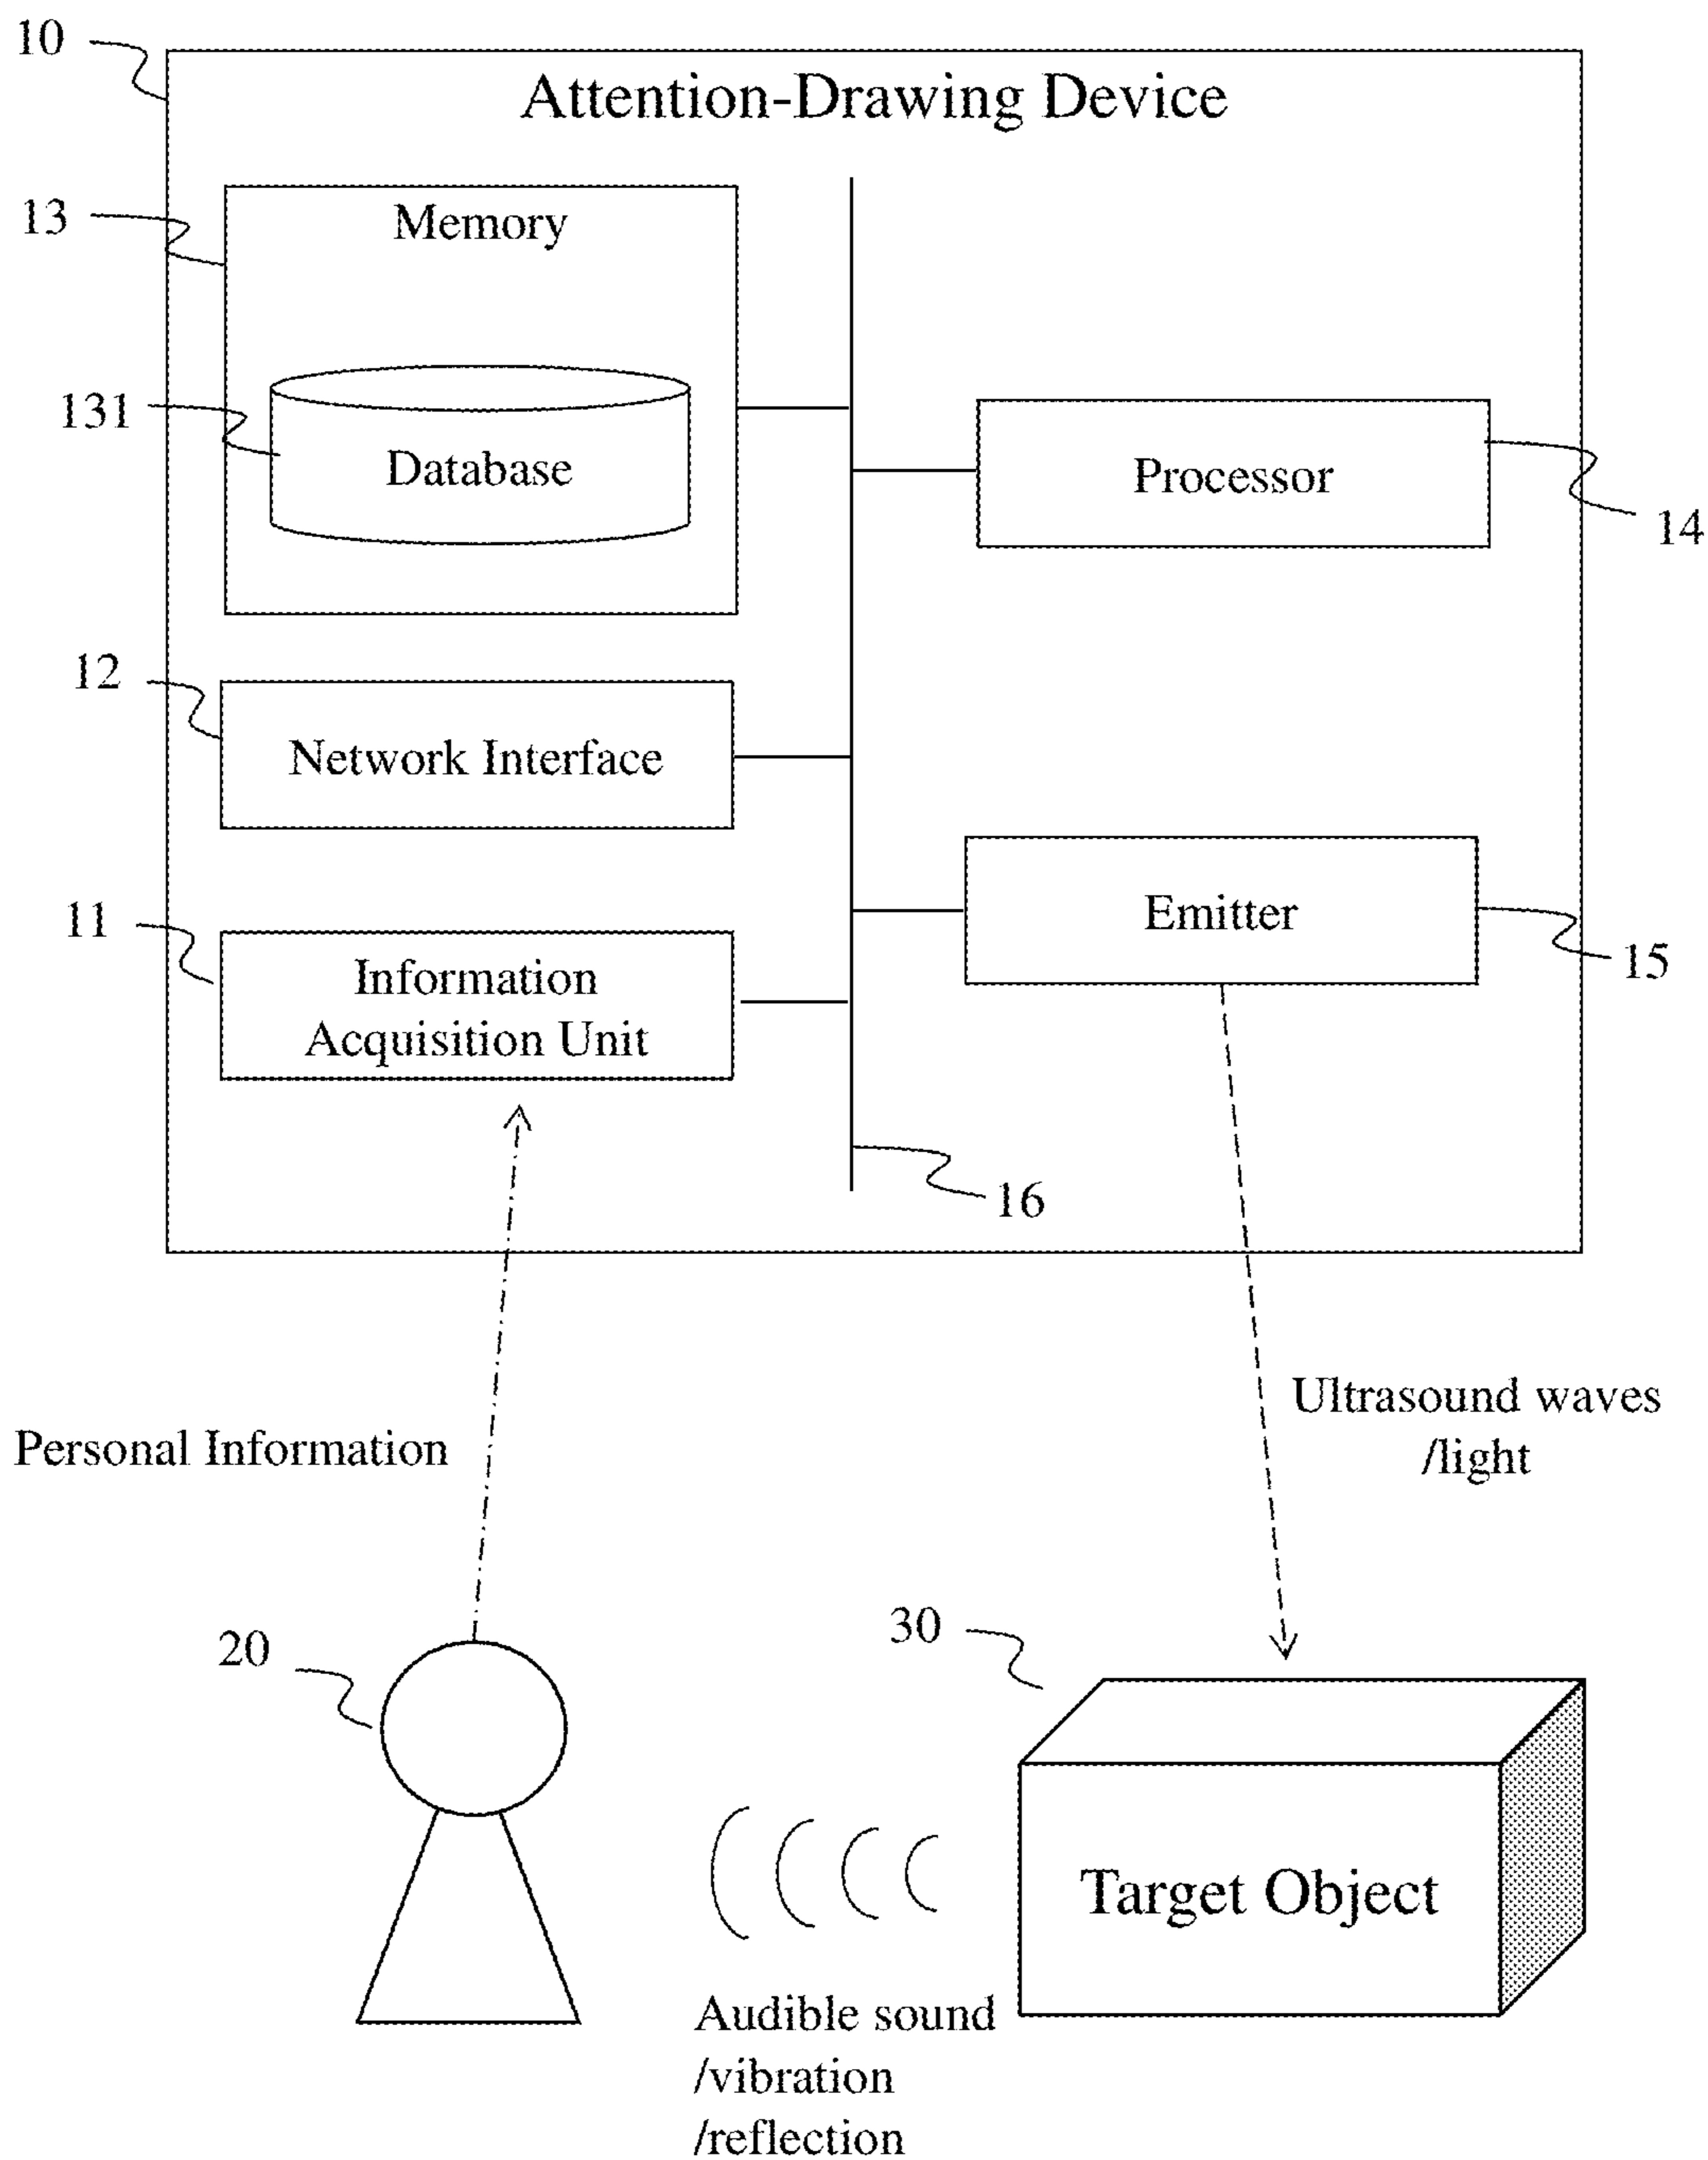 10
Attention-Drawing Device
13
Memory
131
Database
Processor
14
12
Network Interface
11
Information
Acquisition Unit
Emitter
15
16
Personal Information
Ultrasound waves
/light
20
30
Target Object
Audible sound
/vibration
/reflection